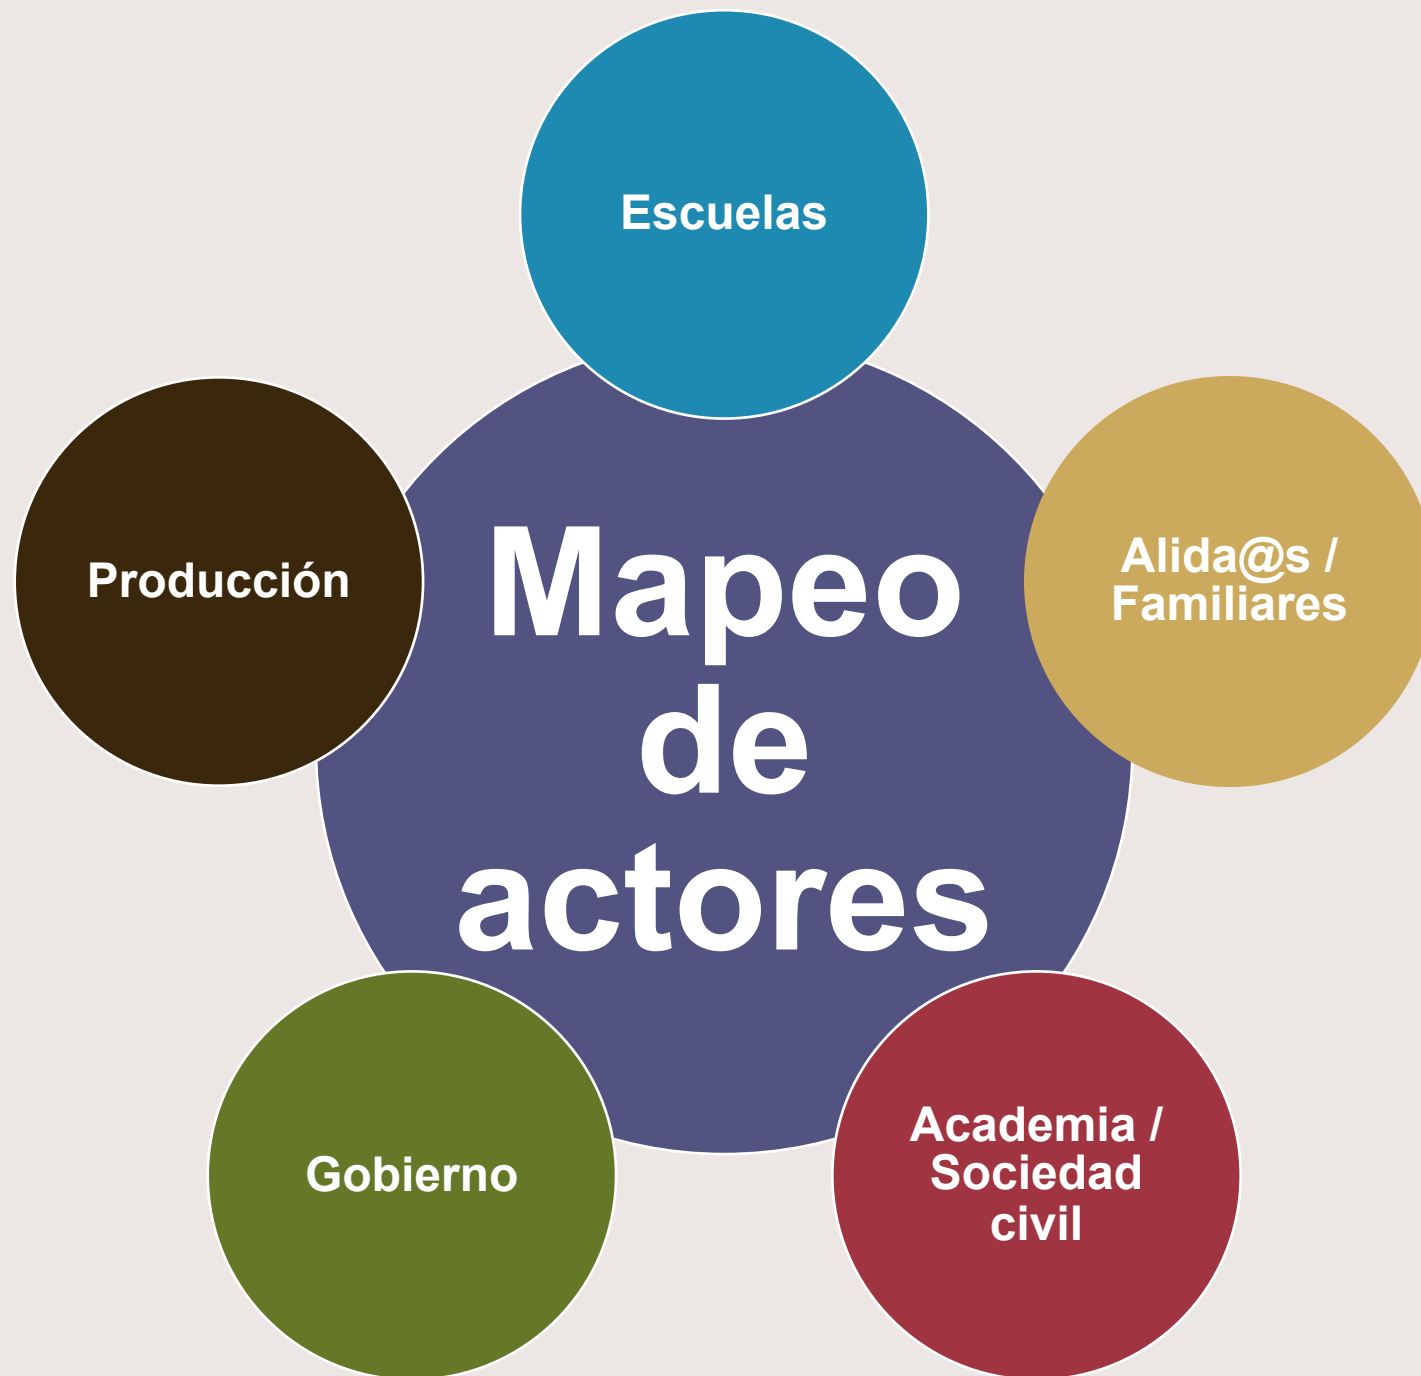 Escuelas
Alida@s /
Familiares
Academia /
Sociedad
civil
Gobierno
Producción
Mapeo
de
actores